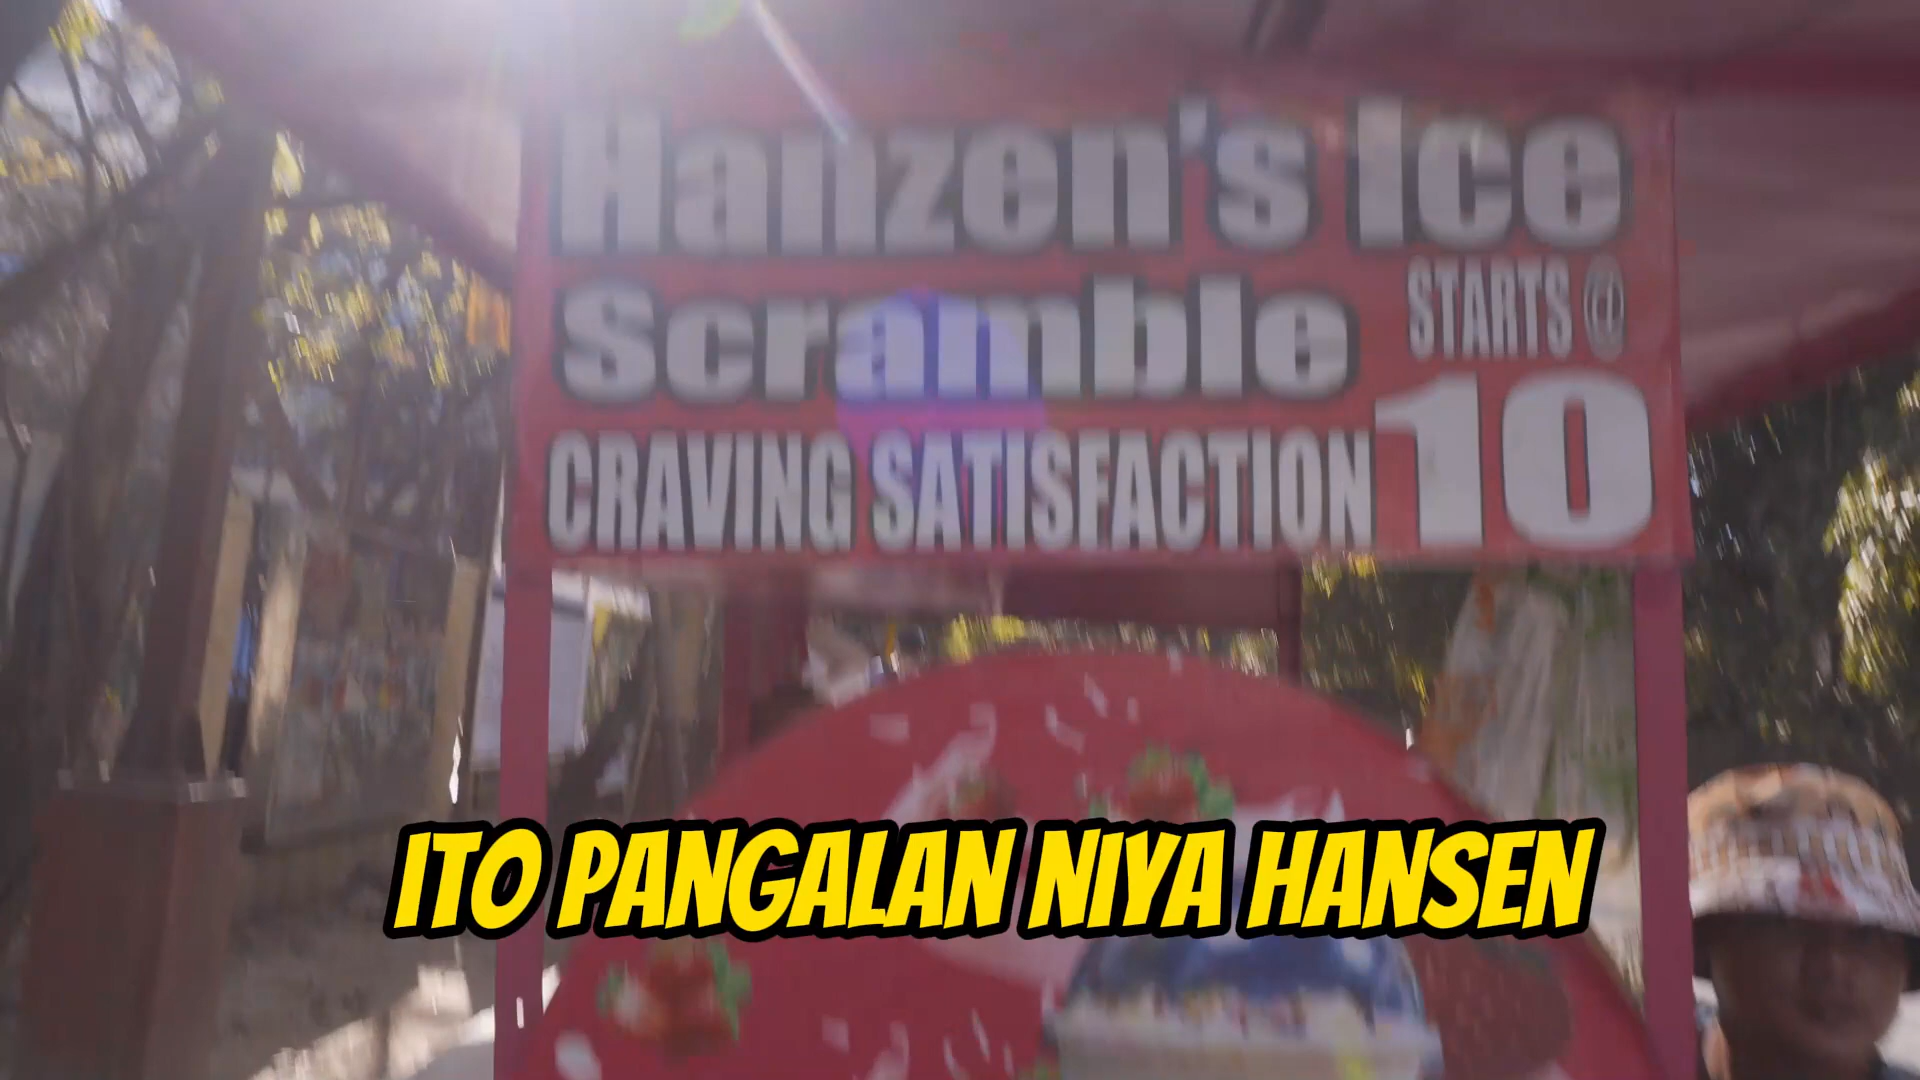 Hanzen's Ice
Scramble
STARTS @
10
CRAVING SATISFACTION
ITO PANGALAN NIYA HANSEN